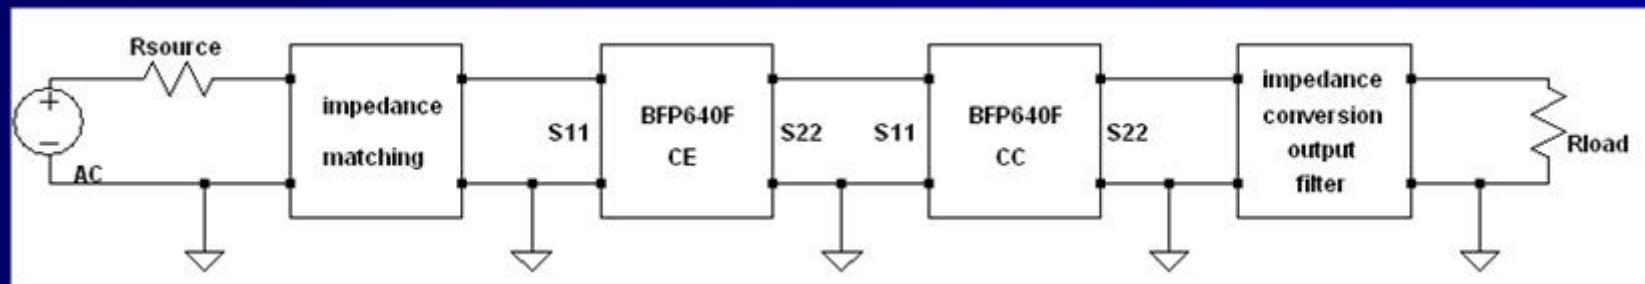 Rsource
AC
impedance
matching
S11
BFP640F
CE
S22
S11
BFP640F
CC
S22
impedance
conversion
output
filter
Rload